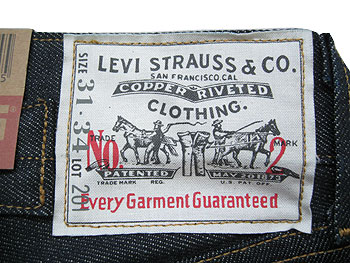 LEVI STRAUSS & CO.
SAN FRANCISCO, CAL
COPPER RIVETED
CLOTHING.
TRADE MARK
No. 2
PATENTED MAY 20 1873
TRADE MARK REG. U.S. PAT. OFF.
Every Garment Guaranteed
SIZE 31-34 LOT 201
5